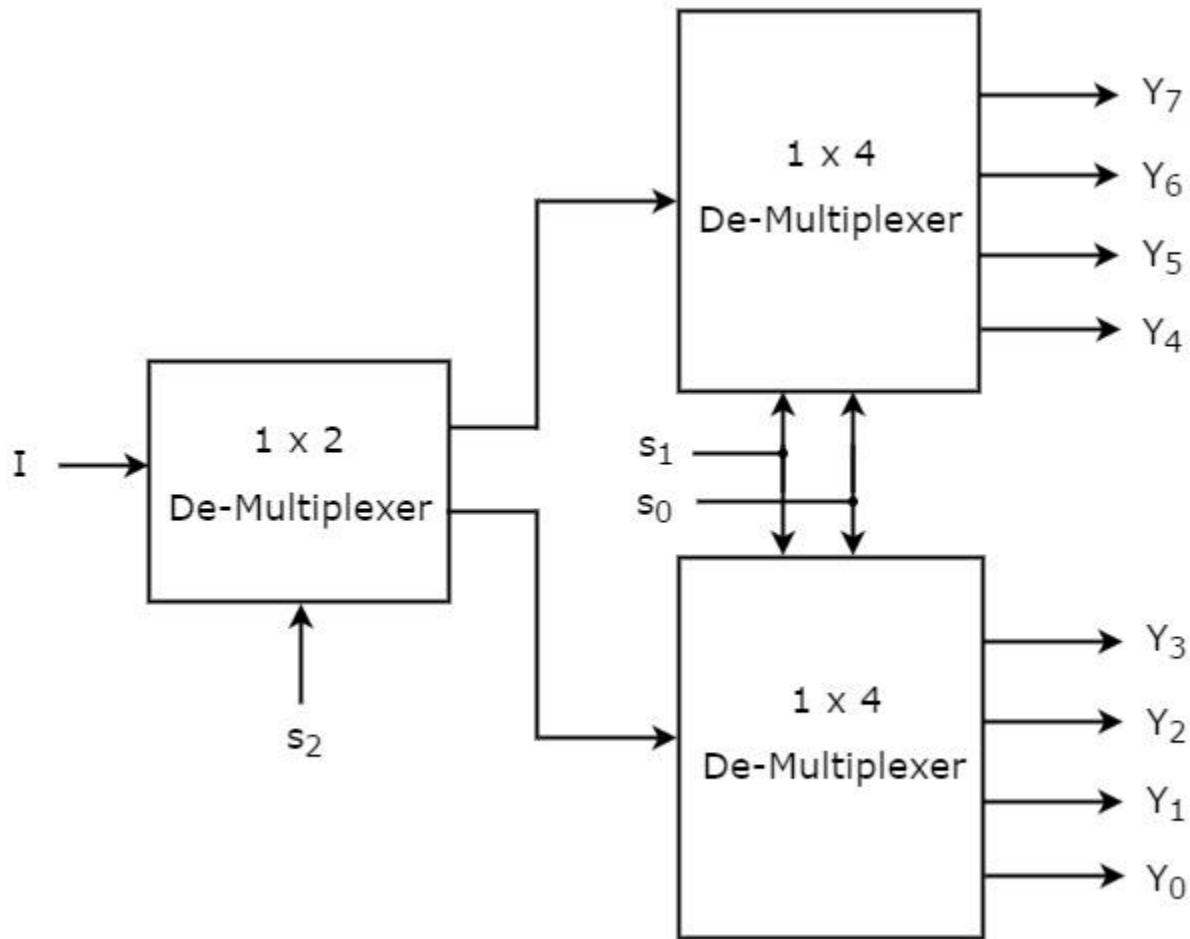 Y₇
1 x 4
De-Multiplexer
Y₆
Y₅
Y₄
1 x 2
De-Multiplexer
I
s₂
s₁
s₀
1 x 4
De-Multiplexer
Y₃
Y₂
Y₁
Y₀